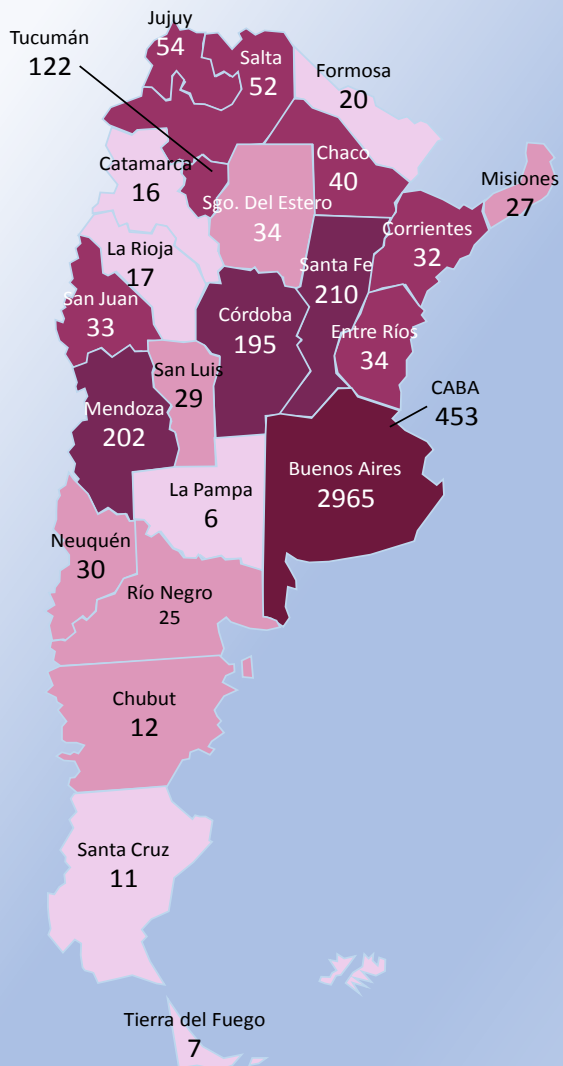 Jujuy
54
Tucumán
122
Salta
52
Formosa
20
Catamarca
16
Chaco
40
Misiones
27
Sgo. Del Estero
34
Corrientes
32
La Rioja
17
Santa Fe
210
San Juan
33
Córdoba
195
Entre Ríos
34
San Luis
29
CABA
453
Mendoza
202
Buenos Aires
2965
La Pampa
6
Neuquén
30
Río Negro
25
Chubut
12
Santa Cruz
11
Tierra del Fuego
7